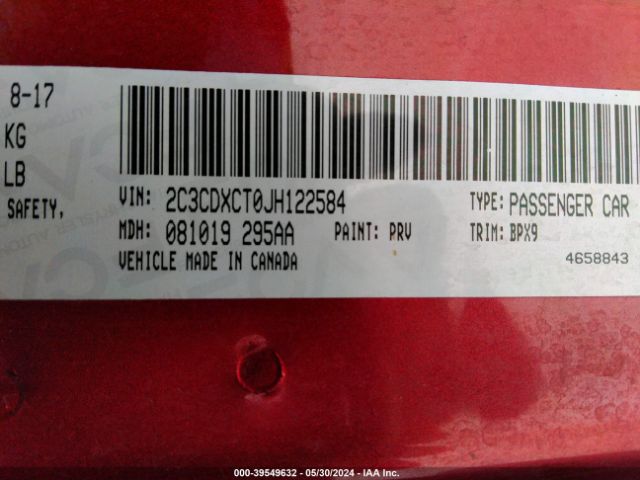 8-17
KG
LB
SAFETY.
VIN: 2C3CDXCT0JH122584
TYPE: PASSENGER CAR
MDH: 081019 295AA
PAINT: PRV
TRIM: BPX9
VEHICLE MADE IN CANADA
4658843
000-39549632 - 05/30/2024 - IAA Inc.